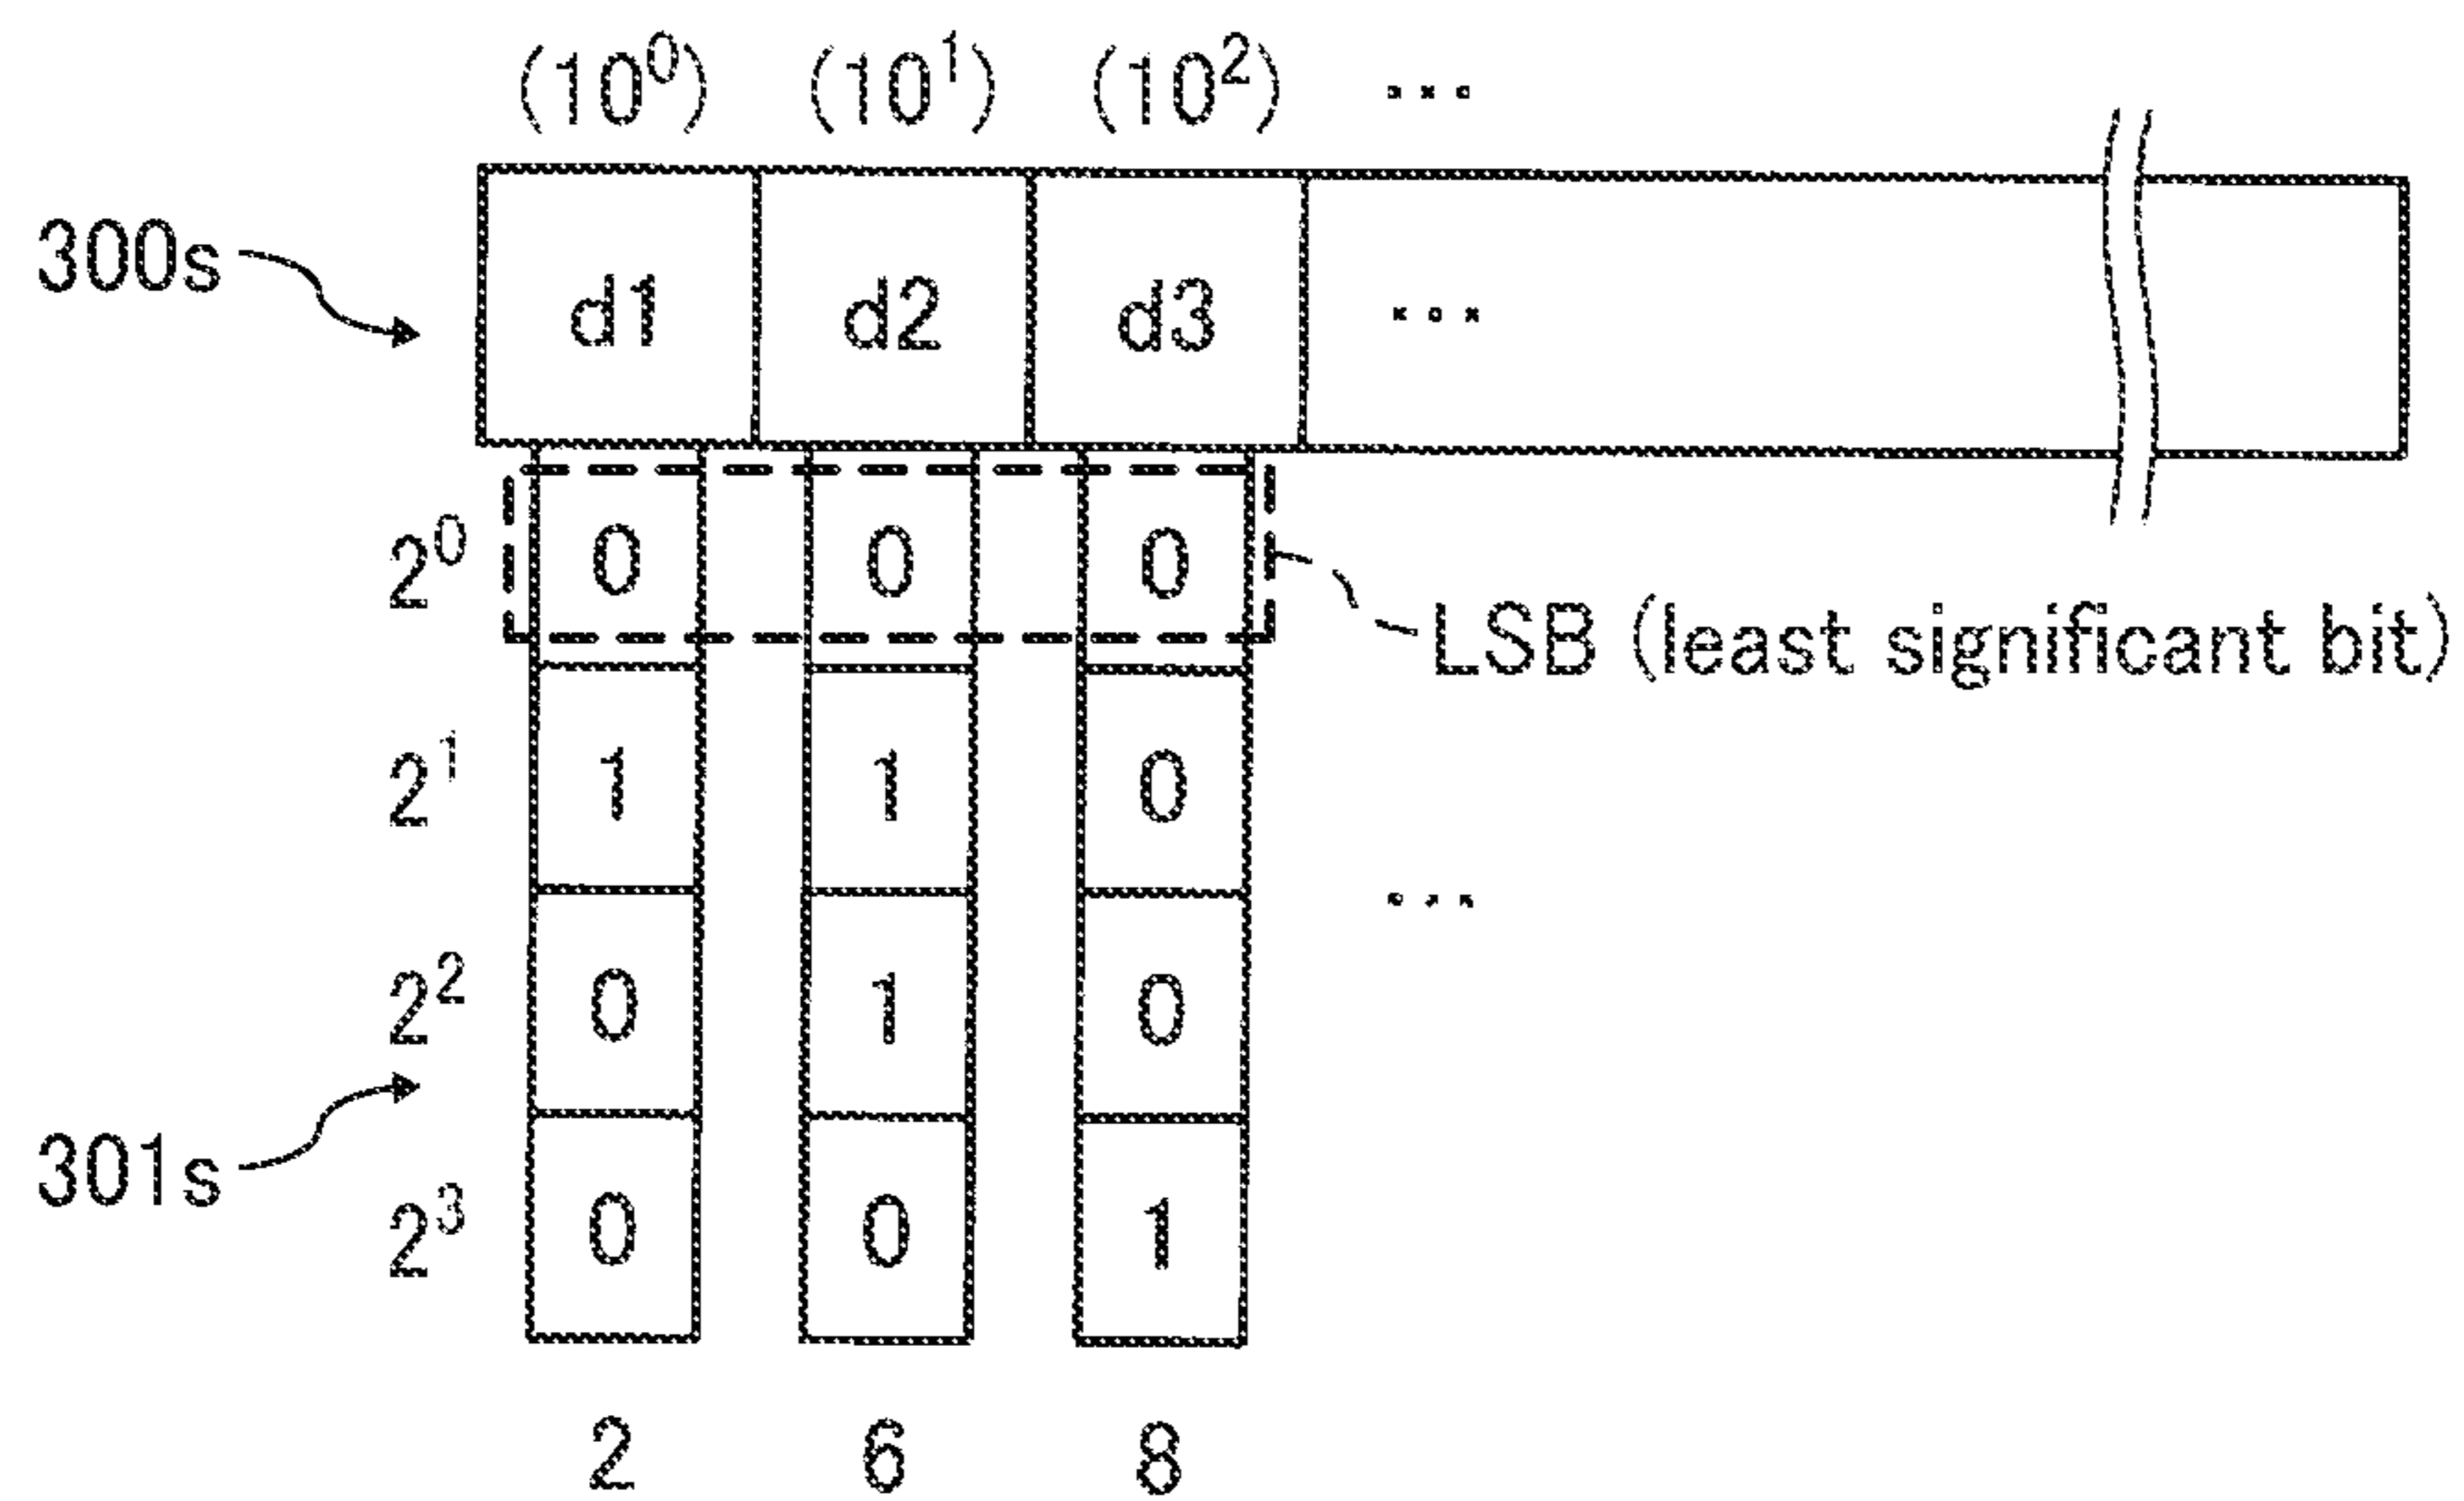 (10⁰) (10¹) (10²) ...
300s d1 d2 d3 ...
2⁰ 0 0 0
LSB (least significant bit)
2¹ 1 1 0
...
2² 0 1 0
301s
2³ 0 0 1
2 6 8